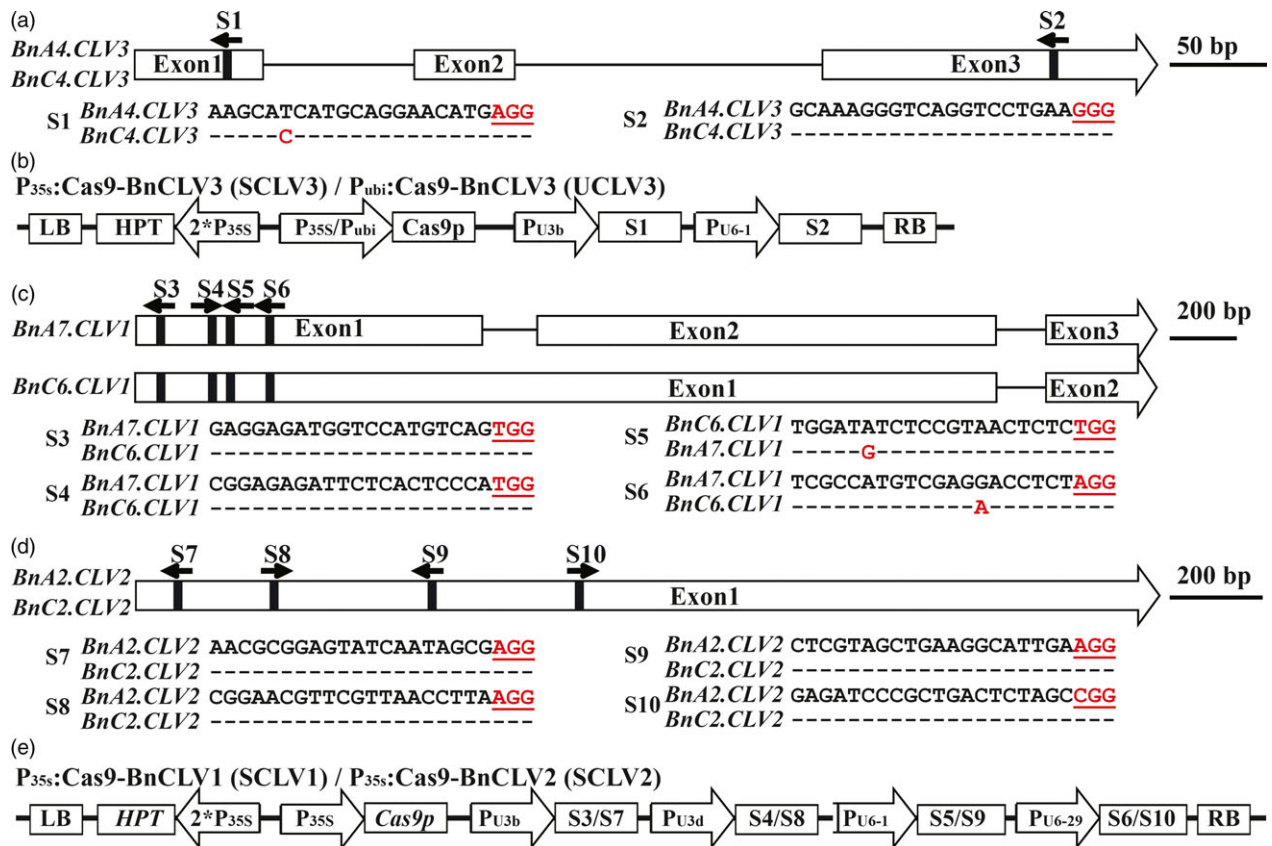 (a)
S1 S2
BnA4.CLV3
BnC4.CLV3
Exon1 Exon2 Exon3
50 bp
S1
BnA4.CLV3 AAGCATCATGCAGGAACATGAGG
BnC4.CLV3 ------C-----------------
S2
BnA4.CLV3 GCAAAGGGTCAGGTCCTGAAGGG
BnC4.CLV3 -----------------------
(b)
P35s:Cas9-BnCLV3 (SCLV3) / Pubi:Cas9-BnCLV3 (UCLV3)
LB HPT 2*P35S P35S/Pubi Cas9p PU3b S1 PU6-1 S2 RB
(c)
S3 S4 S5 S6
BnA7.CLV1 Exon1 Exon2 Exon3
200 bp
BnC6.CLV1 Exon1 Exon2
S3
BnA7.CLV1 GAGGAGATGGTCCATGTCAGTGG
BnC6.CLV1 -----------------------
S4
BnA7.CLV1 CGGAGAGATTCTCACTCCCATGG
BnC6.CLV1 -----------------------
S5
BnC6.CLV1 TGGATATCTCCGTAACTCTCTGG
BnA7.CLV1 -----G-----------------
S6
BnA7.CLV1 TCGCCATGTCGAGGACCTCTAGG
BnC6.CLV1 -------------A---------
(d)
S7 S8 S9 S10
BnA2.CLV2
BnC2.CLV2
Exon1
200 bp
S7
BnA2.CLV2 AACGCGGAGTATCAATAGCGAGG
BnC2.CLV2 -----------------------
S8
BnA2.CLV2 CGGAACGTTCGTTAACCTTAAGG
BnC2.CLV2 -----------------------
S9
BnA2.CLV2 CTCGTAGCTGAAGGCATTGAAGG
BnC2.CLV2 -----------------------
S10
BnA2.CLV2 GAGATCCCGCTGACTCTAGCCGG
BnC2.CLV2 -----------------------
(e)
P35s:Cas9-BnCLV1 (SCLV1) / P35s:Cas9-BnCLV2 (SCLV2)
LB HPT 2*P35S P35S Cas9p PU3b S3/S7 PU3d S4/S8 PU6-1 S5/S9 PU6-29 S6/S10 RB